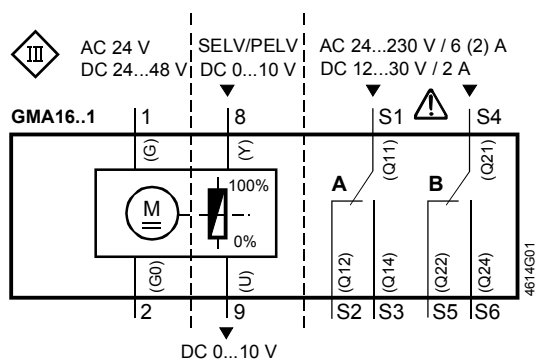 III
AC 24 V
DC 24...48 V
SELV/PELV
DC 0...10 V
AC 24...230 V / 6 (2) A
DC 12...30 V / 2 A
GMA16..1
1
8
S1
S4
(G)
(Y)
(Q11)
(Q21)
A
B
M
100%
0%
(G0)
(U)
(Q12)
(Q14)
(Q22)
(Q24)
2
9
S2
S3
S5
S6
DC 0...10 V
4614G01